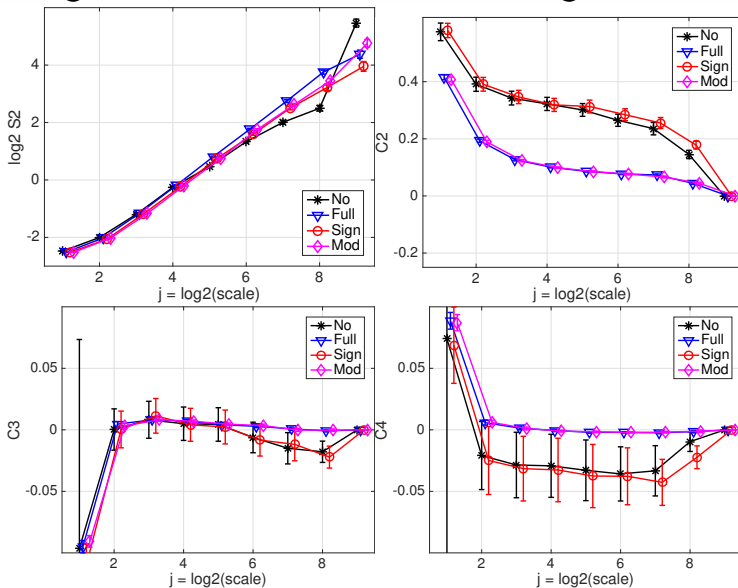 log2 S2
4
2
0
-2
2
4
6
8
j = log2(scale)
No
Full
Sign
Mod
C2
0.4
0.2
0
-0.2
2
4
6
8
j = log2(scale)
No
Full
Sign
Mod
C3
0.05
0
-0.05
2
4
6
8
j = log2(scale)
No
Full
Sign
Mod
C4
0.05
0
-0.05
2
4
6
8
j = log2(scale)
No
Full
Sign
Mod